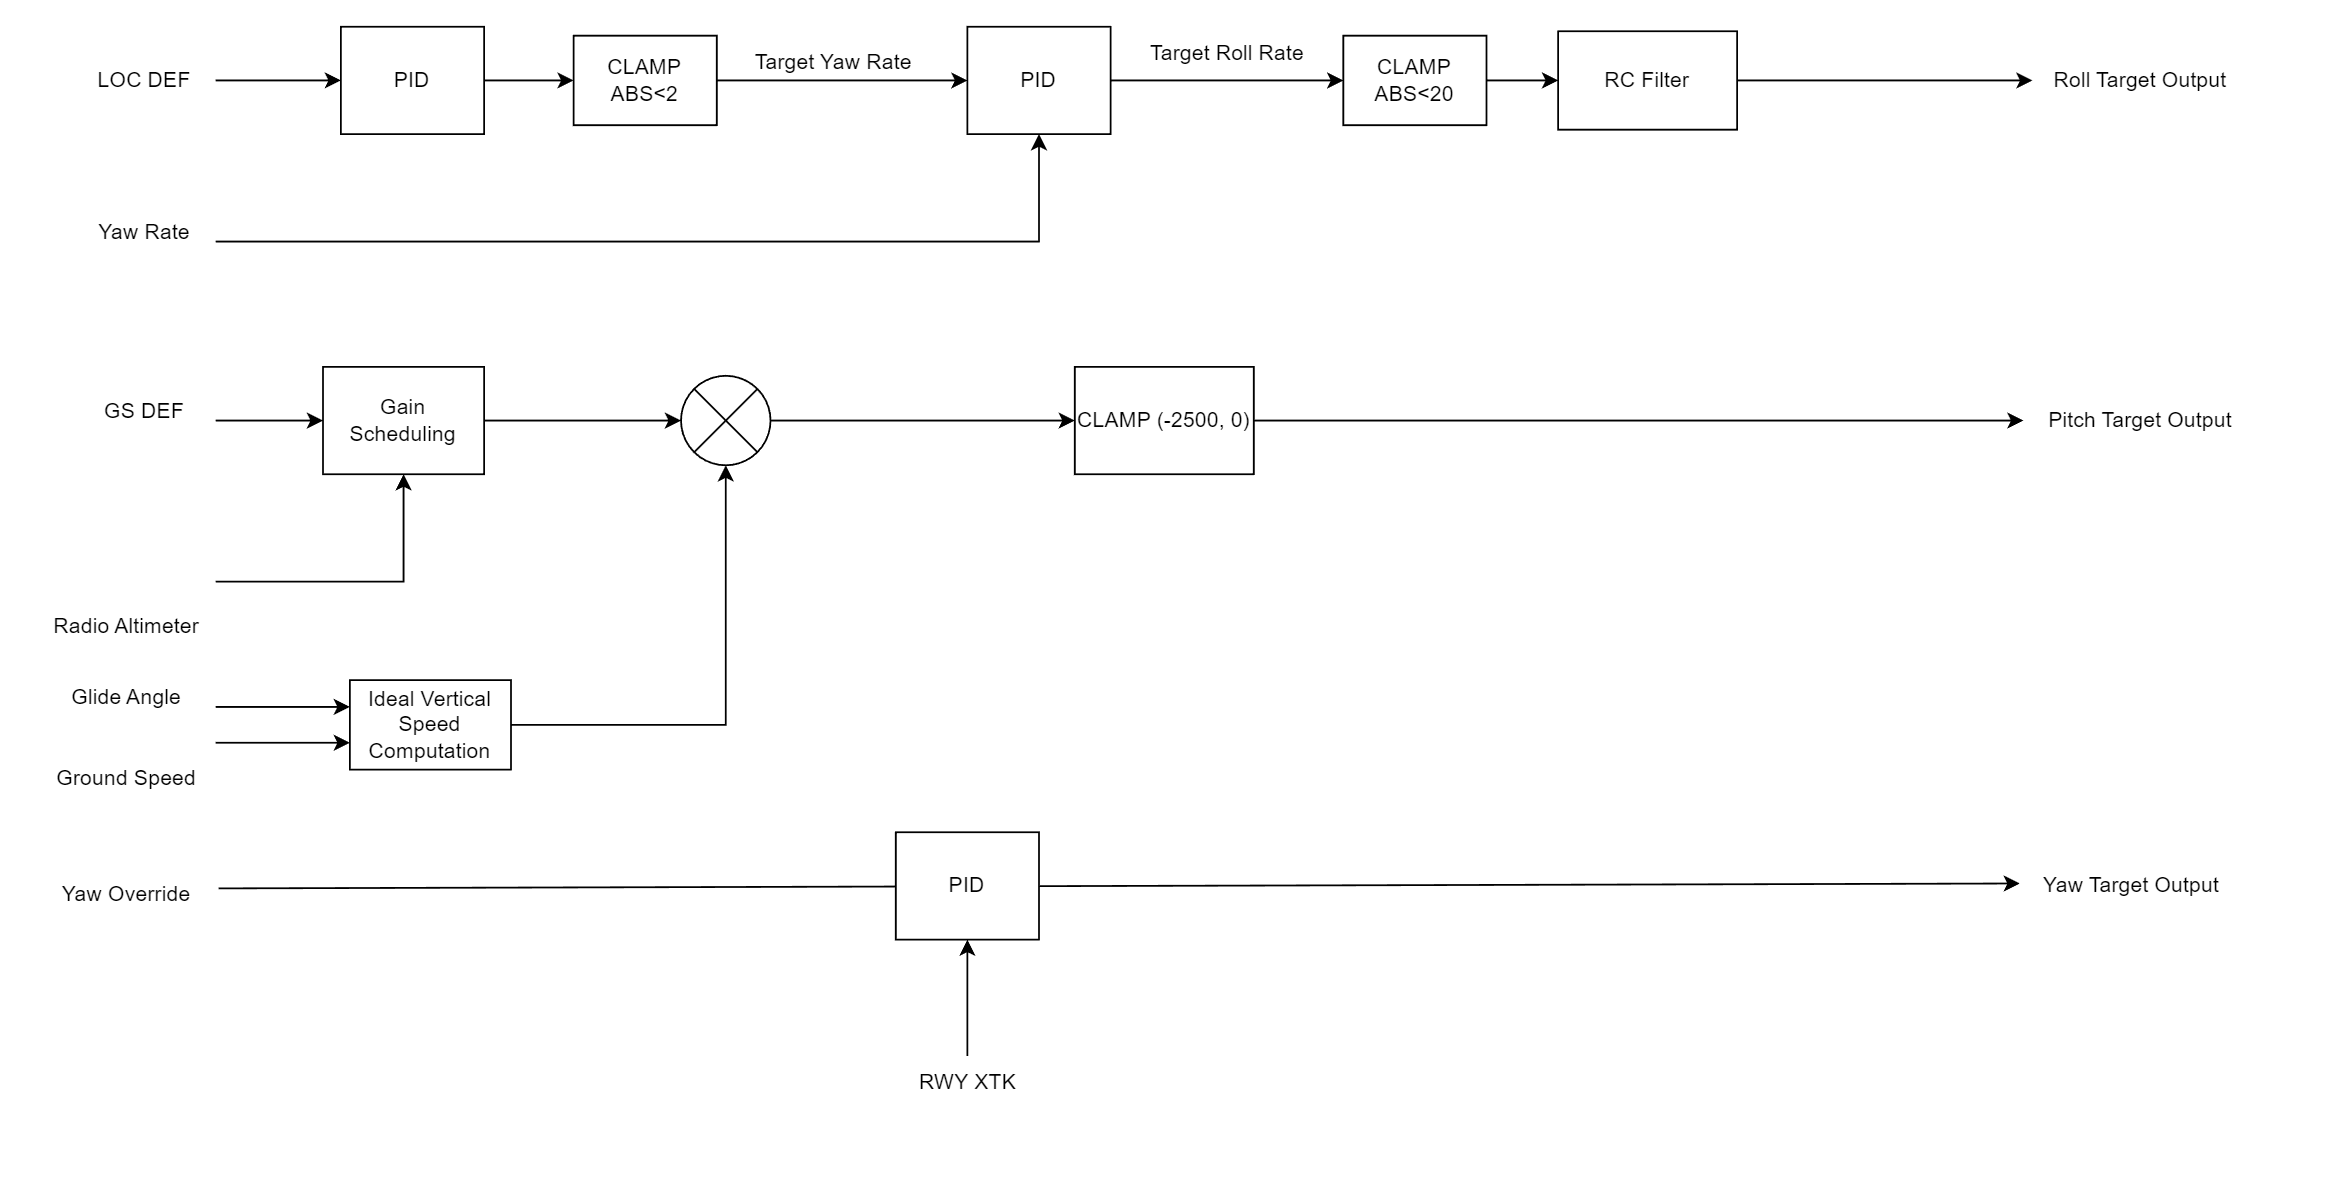 LOC DEF
PID
CLAMP
ABS<2
Target Yaw Rate
PID
Target Roll Rate
CLAMP
ABS<20
RC Filter
Roll Target Output
Yaw Rate
GS DEF
Gain
Scheduling
CLAMP (-2500, 0)
Pitch Target Output
Radio Altimeter
Glide Angle
Ground Speed
Ideal Vertical
Speed
Computation
Yaw Override
PID
Yaw Target Output
RWY XTK